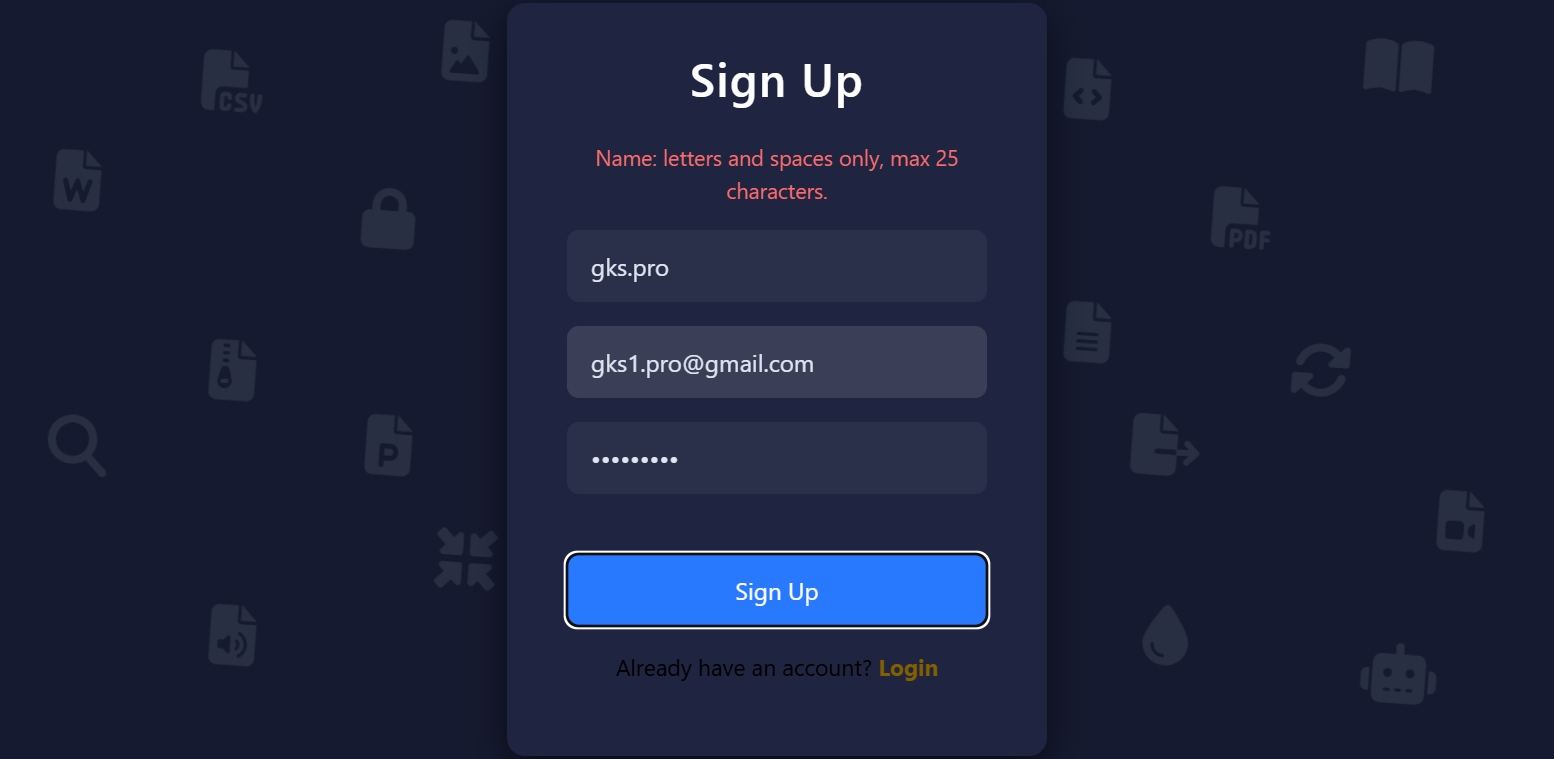 Sign Up
Name: letters and spaces only, max 25
characters.
gks.pro
gks1.pro@gmail.com
•••••••••
Sign Up
Already have an account? Login
CSV
W
PDF
P